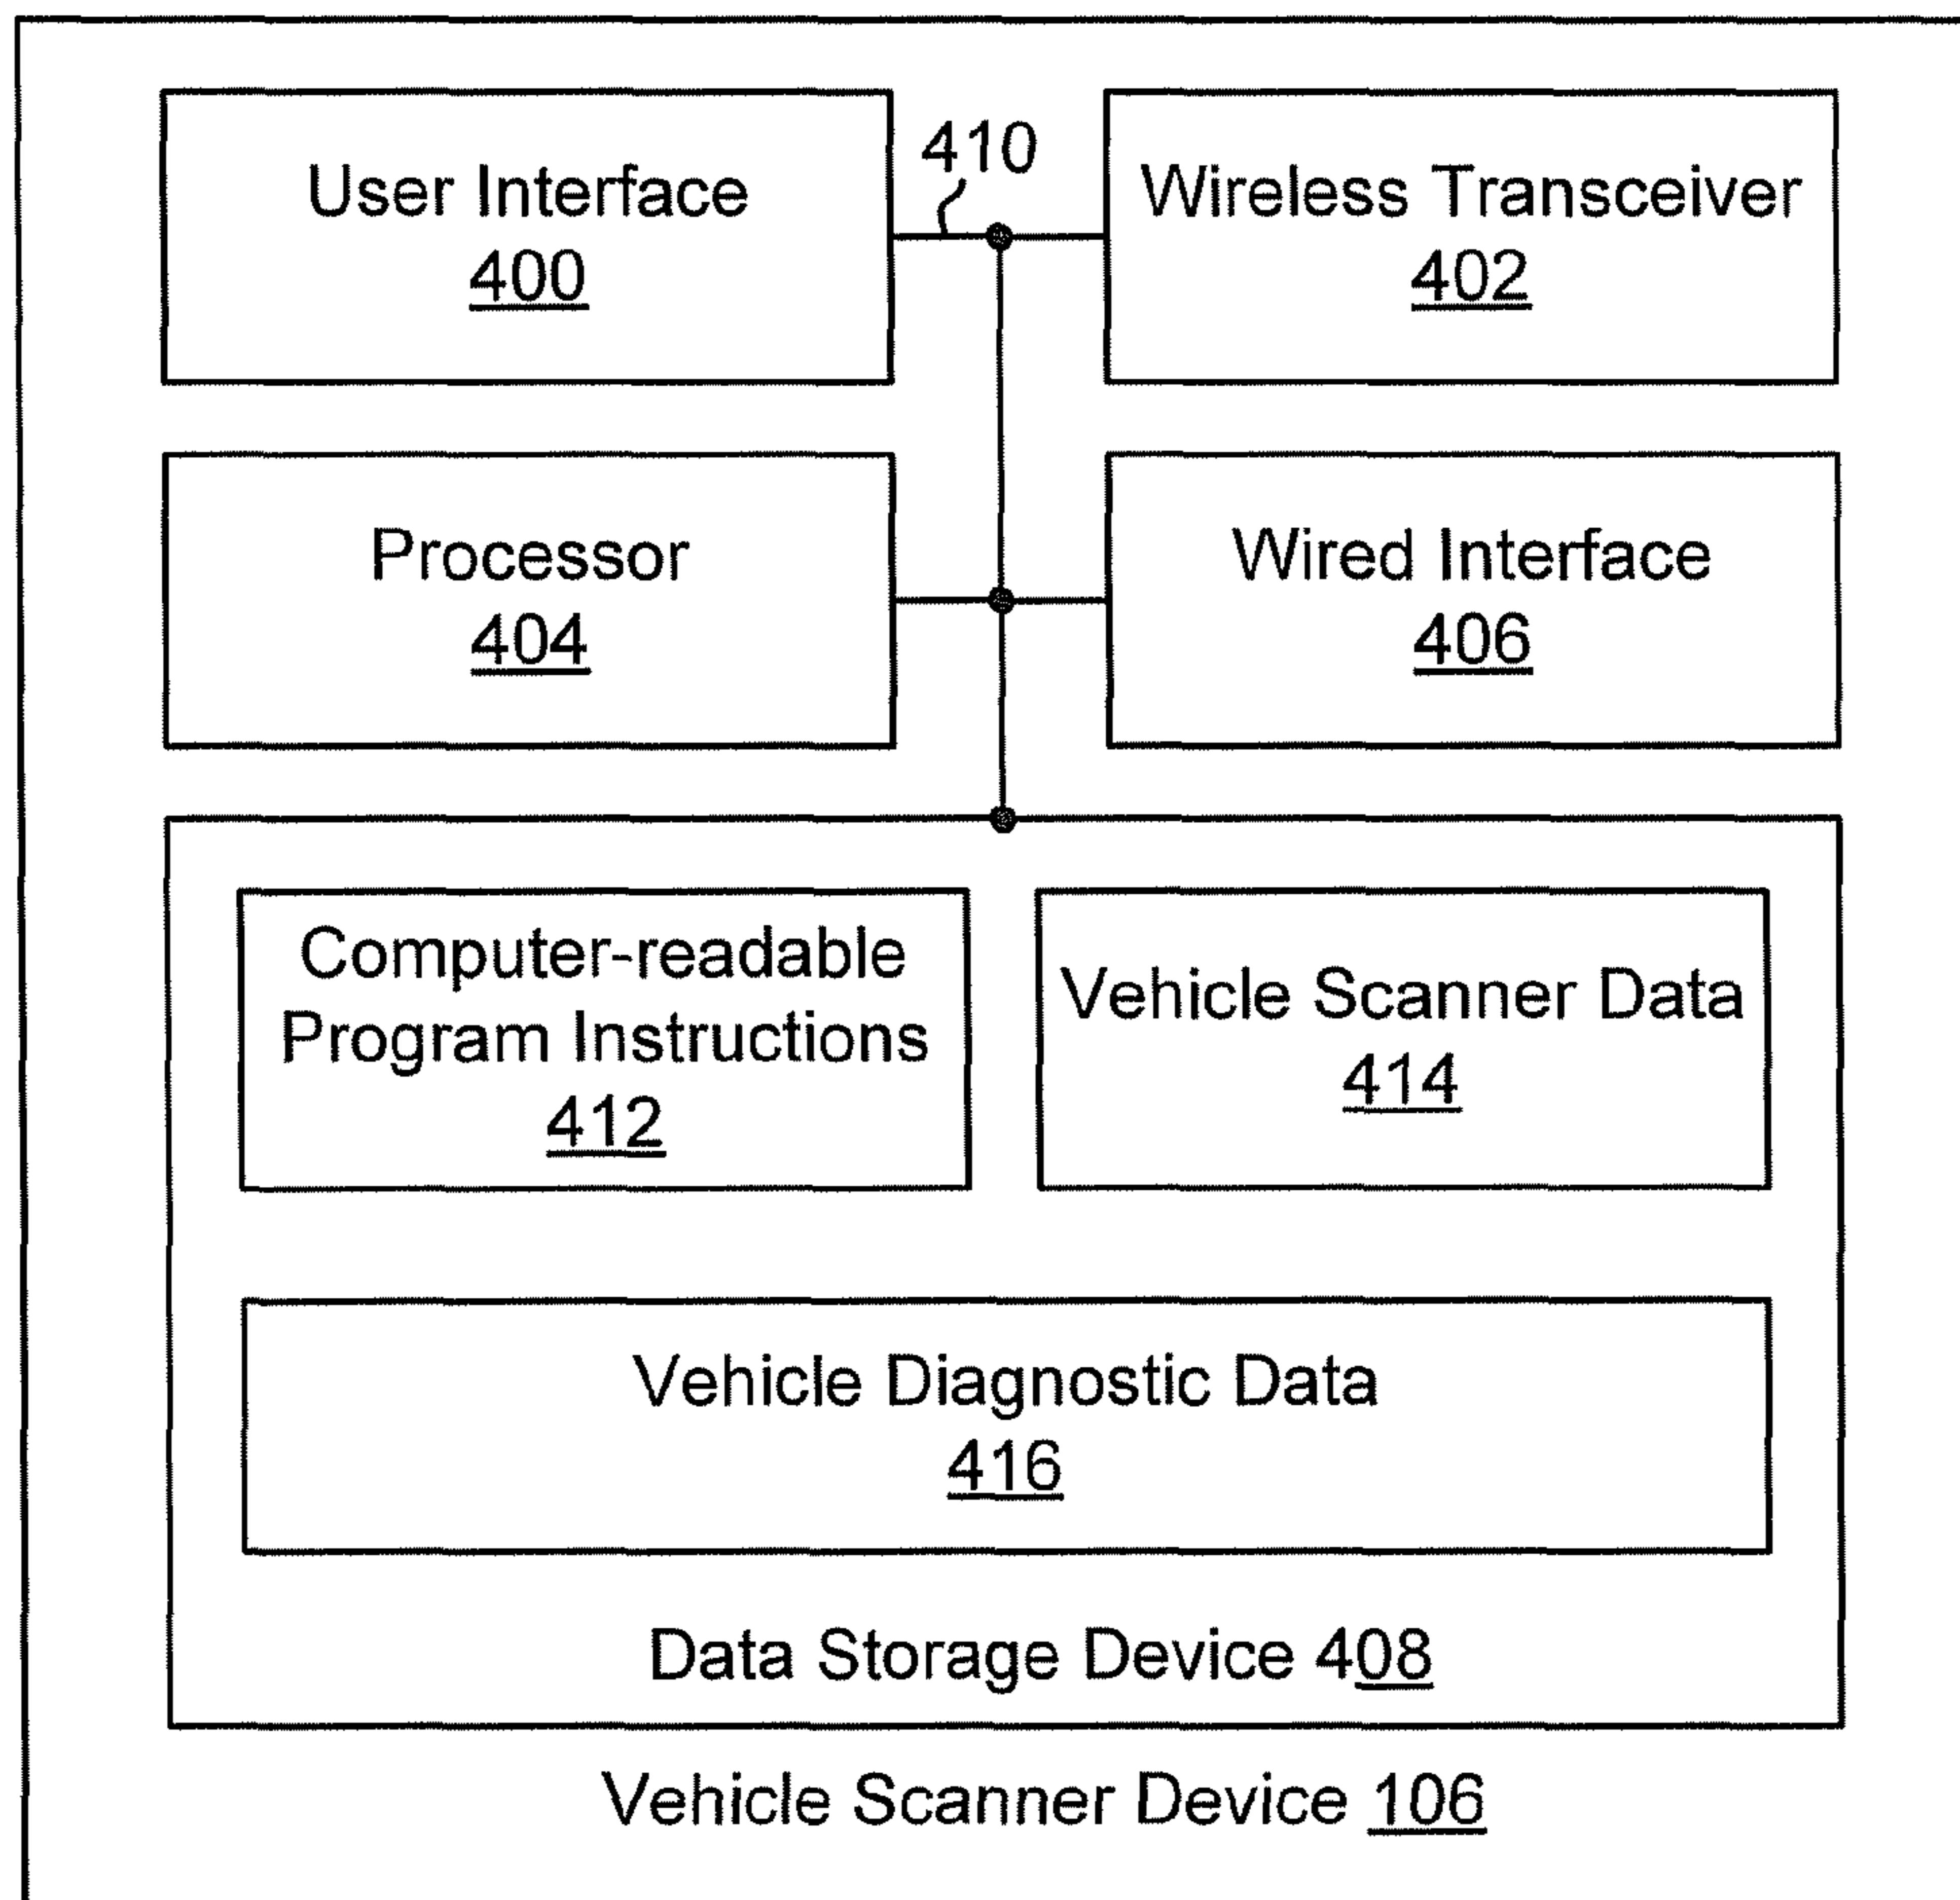 User Interface
400
410
Wireless Transceiver
402
Processor
404
Wired Interface
406
Computer-readable
Program Instructions
412
Vehicle Scanner Data
414
Vehicle Diagnostic Data
416
Data Storage Device 408
Vehicle Scanner Device 106